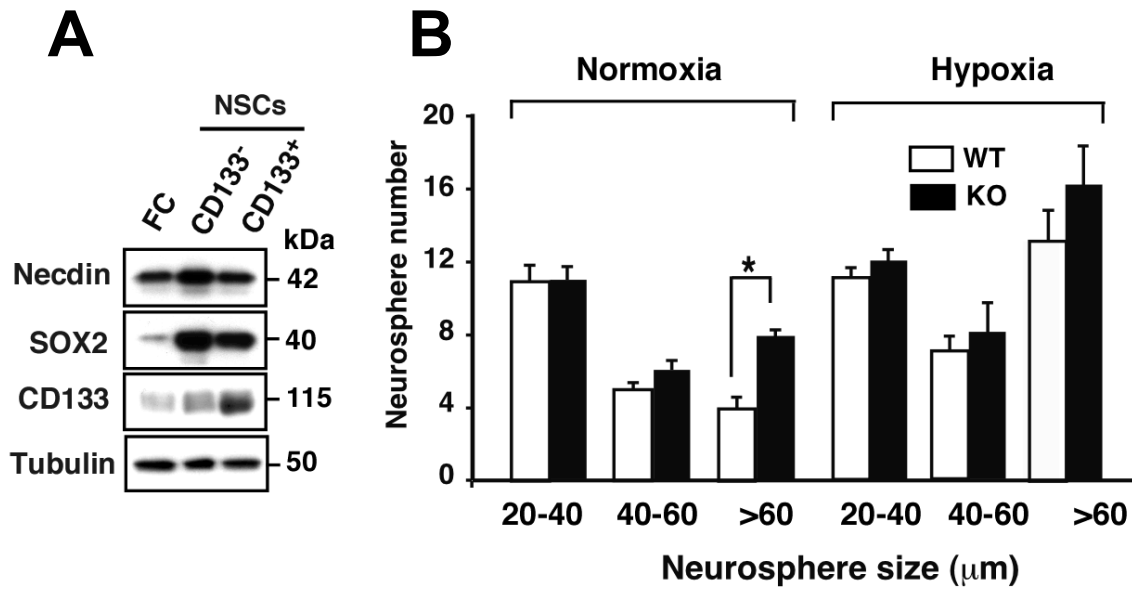 A
NSCs
FC CD133- CD133+
kDa
Necdin 42
SOX2 40
CD133 115
Tubulin 50
B
Normoxia Hypoxia
WT
KO
*
Neurosphere number
20
16
12
8
4
0
20-40 40-60 >60 20-40 40-60 >60
Neurosphere size (μm)